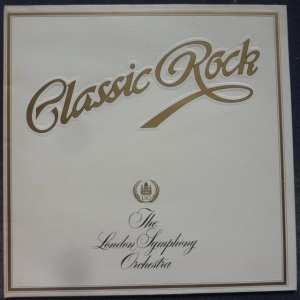 Classic Rock
The
London Symphony
Orchestra